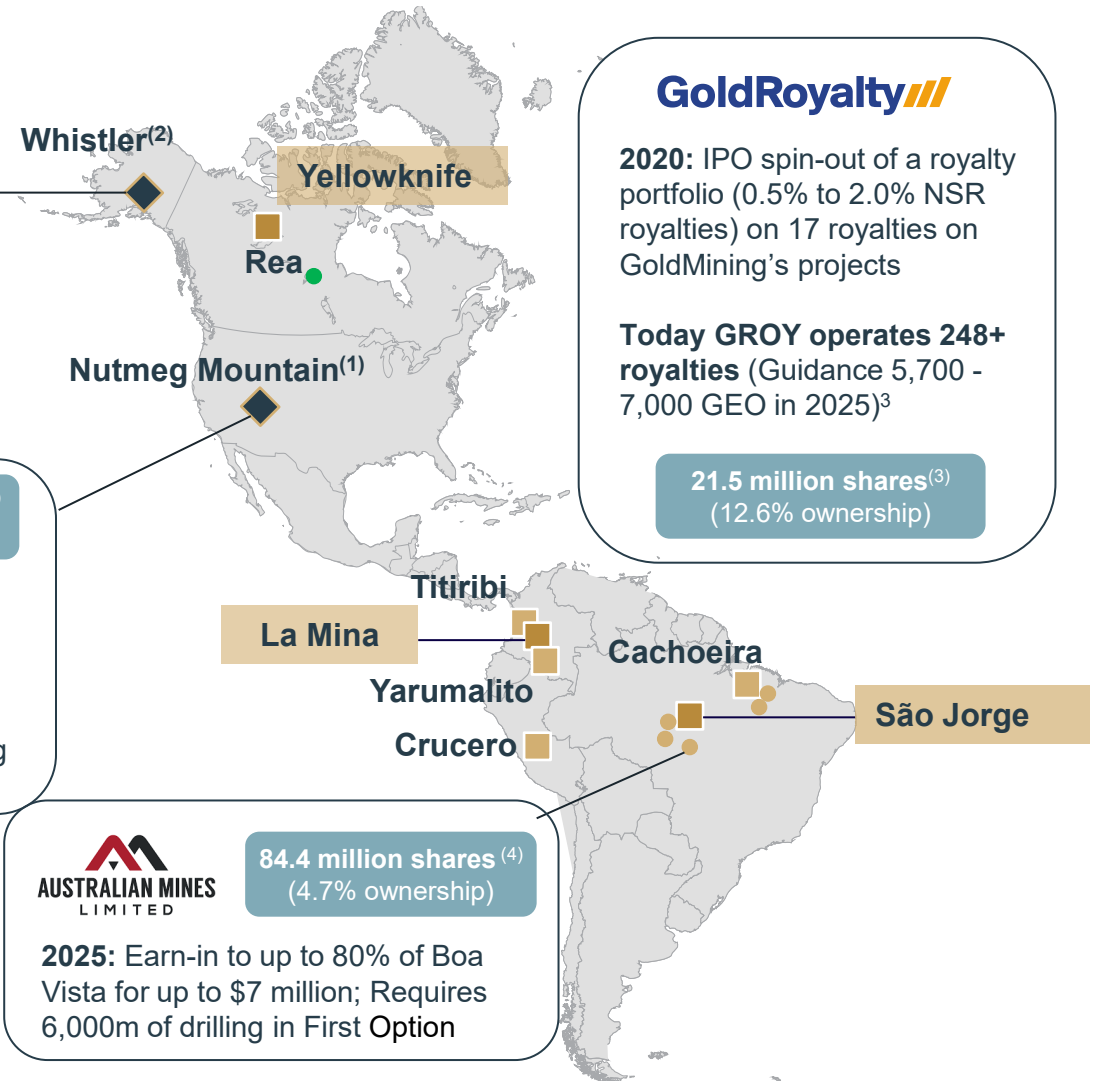 Whistler(2)
Yellowknife
Rea
Nutmeg Mountain(1)
GoldRoyalty
2020: IPO spin-out of a royalty
portfolio (0.5% to 2.0% NSR
royalties) on 17 royalties on
GoldMining’s projects
Today GROY operates 248+
royalties (Guidance 5,700 -
7,000 GEO in 2025)3
21.5 million shares(3)
(12.6% ownership)
Titiribi
La Mina
Yarumalito
Cachoeira
São Jorge
Crucero
g
AUSTRALIAN MINES
LIMITED
84.4 million shares (4)
(4.7% ownership)
2025: Earn-in to up to 80% of Boa
Vista for up to $7 million; Requires
6,000m of drilling in First Option